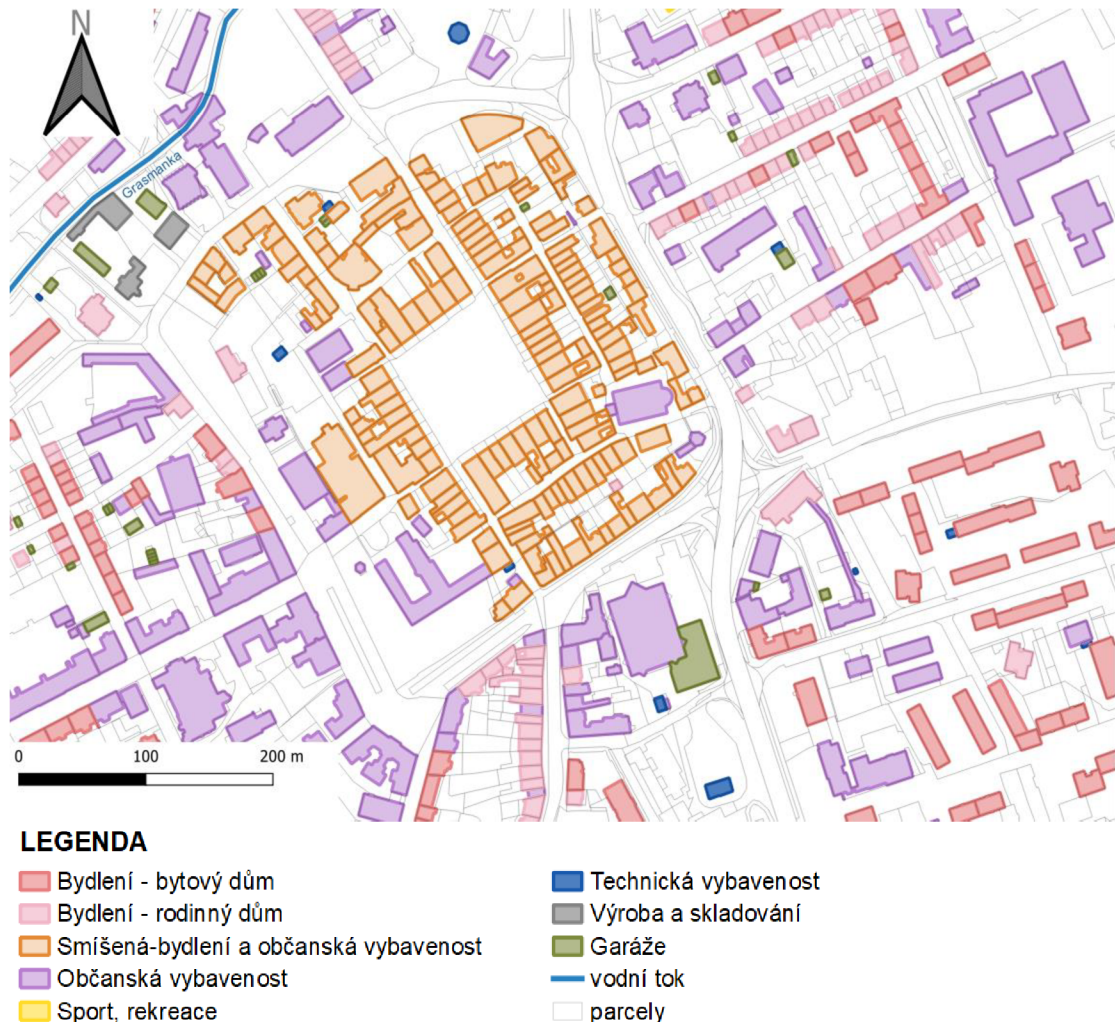 N
Grasmanka
0 100 200 m
LEGENDA
Bydlení - bytový dům
Bydlení - rodinný dům
Smíšená-bydlení a občanská vybavenost
Občanská vybavenost
Sport, rekreace
Technická vybavenost
Výroba a skladování
Garáže
vodní tok
parcely